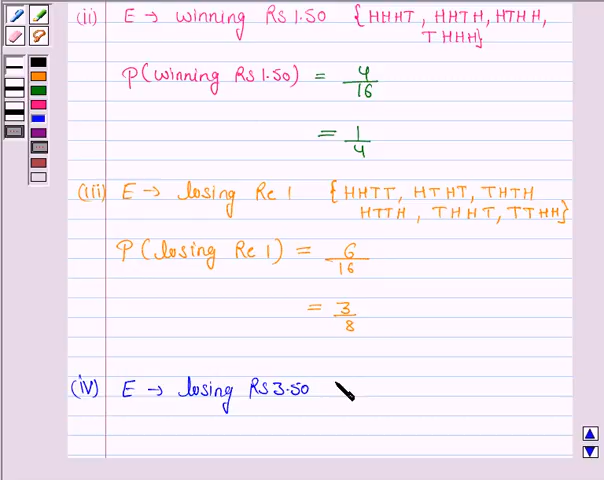 (ii) E → winning Rs 1.50 {HHHT, HHTH, HTHH,
THHH}
P(winning Rs 1.50) = 4/16
= 1/4
(iii) E → losing Re 1 {HHTT, HTHT, THTH
HTTH, THHT, TTHH}
P(losing Re 1) = 6/16
= 3/8
(iv) E → losing Rs 3.50